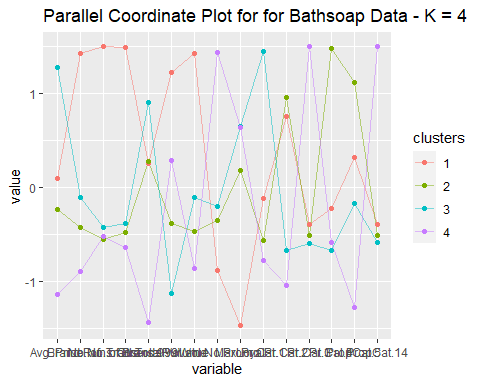 Parallel Coordinate Plot for for Bathsoap Data - K = 4
1
0
-1
value
variable
clusters
1
2
3
4